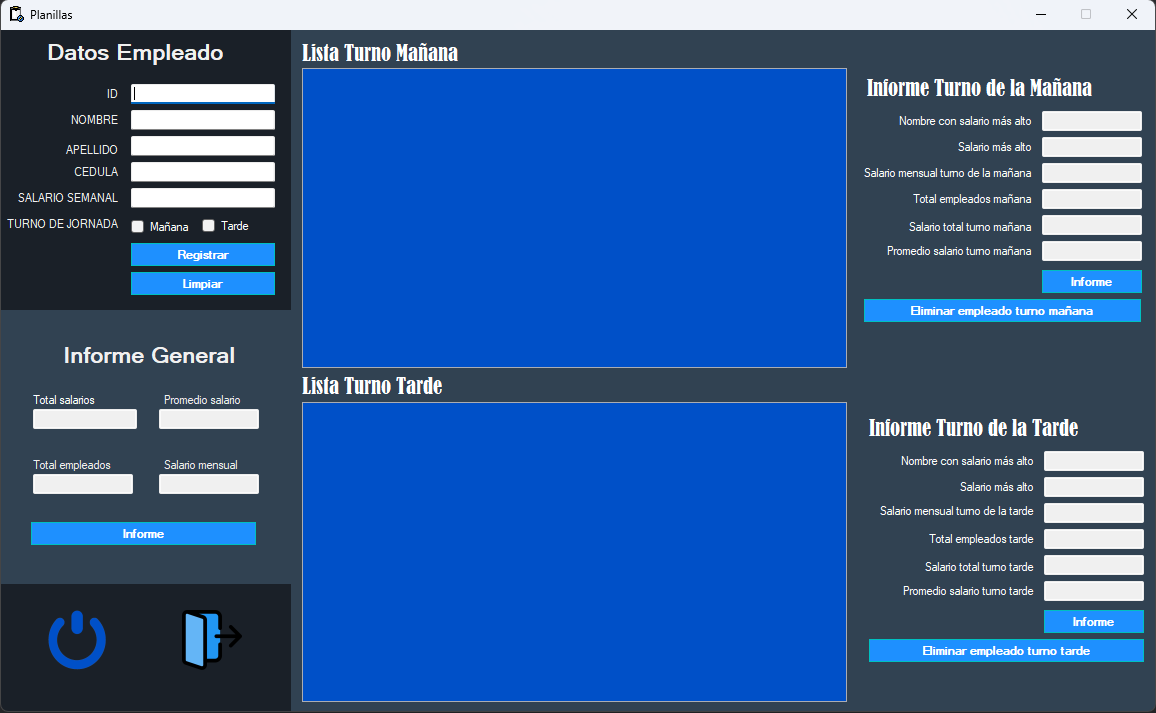 Planillas
Datos Empleado
ID
NOMBRE
APELLIDO
CEDULA
SALARIO SEMANAL
TURNO DE JORNADA
Mañana
Tarde
Registrar
Limpiar
Informe General
Total salarios
Promedio salario
Total empleados
Salario mensual
Informe
Lista Turno Mañana
Lista Turno Tarde
Informe Turno de la Mañana
Nombre con salario más alto
Salario más alto
Salario mensual turno de la mañana
Total empleados mañana
Salario total turno mañana
Promedio salario turno mañana
Informe
Eliminar empleado turno mañana
Informe Turno de la Tarde
Nombre con salario más alto
Salario más alto
Salario mensual turno de la tarde
Total empleados tarde
Salario total turno tarde
Promedio salario turno tarde
Informe
Eliminar empleado turno tarde